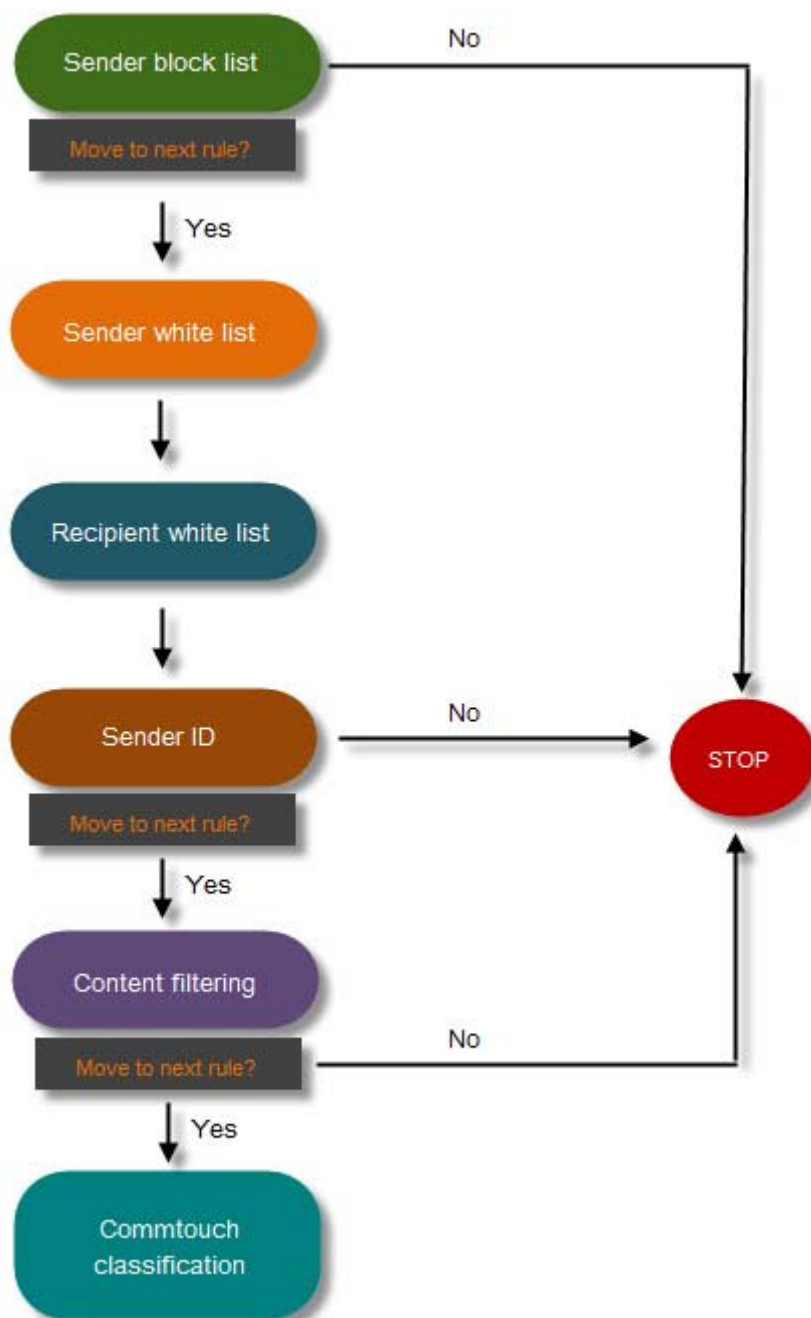 Sender block list
No
Move to next rule?
Yes
Sender white list
Recipient white list
Sender ID
No
STOP
Move to next rule?
Yes
Content filtering
No
Move to next rule?
Yes
Commtouch
classification